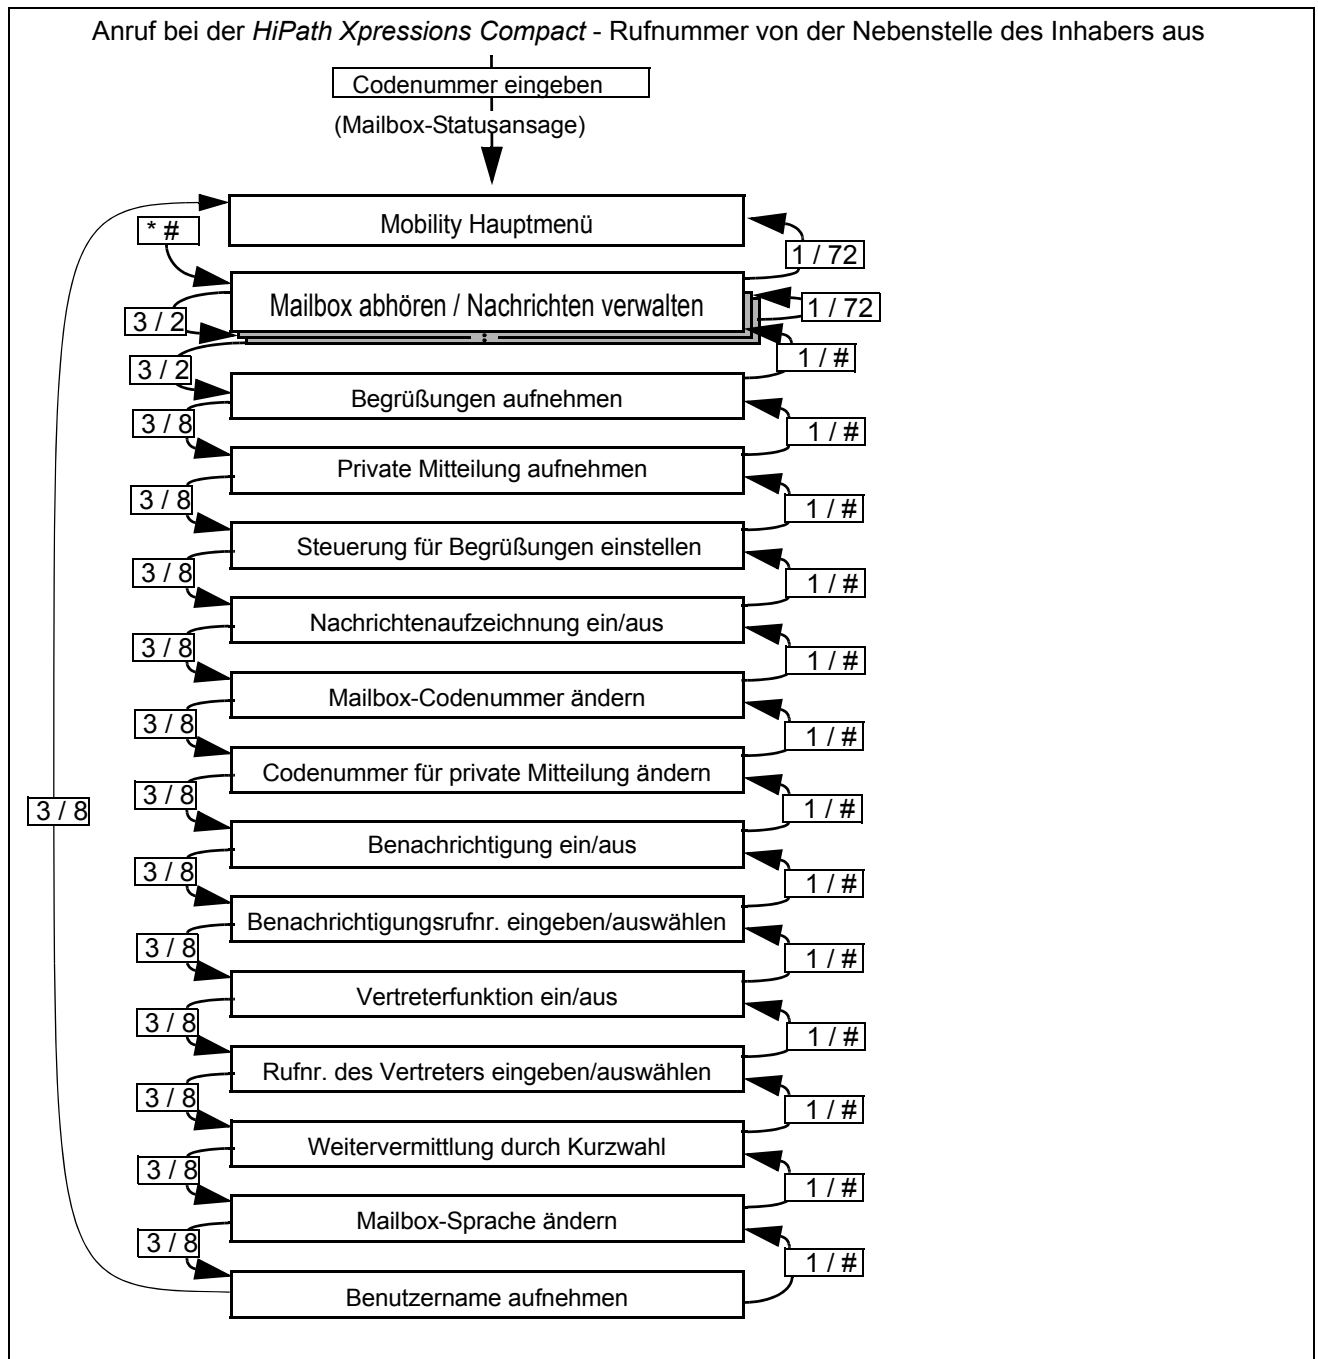 Anruf bei der HiPath Xpressions Compact - Rufnummer von der Nebenstelle des Inhabers aus
Codenummer eingeben
(Mailbox-Statusansage)
Mobility Hauptmenü
* #
1 / 72
Mailbox abhören / Nachrichten verwalten
1 / 72
3 / 2
:
1 / #
3 / 2
Begrüßungen aufnehmen
3 / 8
1 / #
Private Mitteilung aufnehmen
3 / 8
1 / #
Steuerung für Begrüßungen einstellen
3 / 8
1 / #
Nachrichtenaufzeichnung ein/aus
3 / 8
1 / #
Mailbox-Codenummer ändern
3 / 8
1 / #
Codenummer für private Mitteilung ändern
3 / 8
3 / 8
1 / #
Benachrichtigung ein/aus
3 / 8
1 / #
Benachrichtigungsrufnr. eingeben/auswählen
3 / 8
1 / #
Vertreterfunktion ein/aus
3 / 8
1 / #
Rufnr. des Vertreters eingeben/auswählen
3 / 8
1 / #
Weitervermittlung durch Kurzwahl
3 / 8
1 / #
Mailbox-Sprache ändern
3 / 8
1 / #
Benutzername aufnehmen